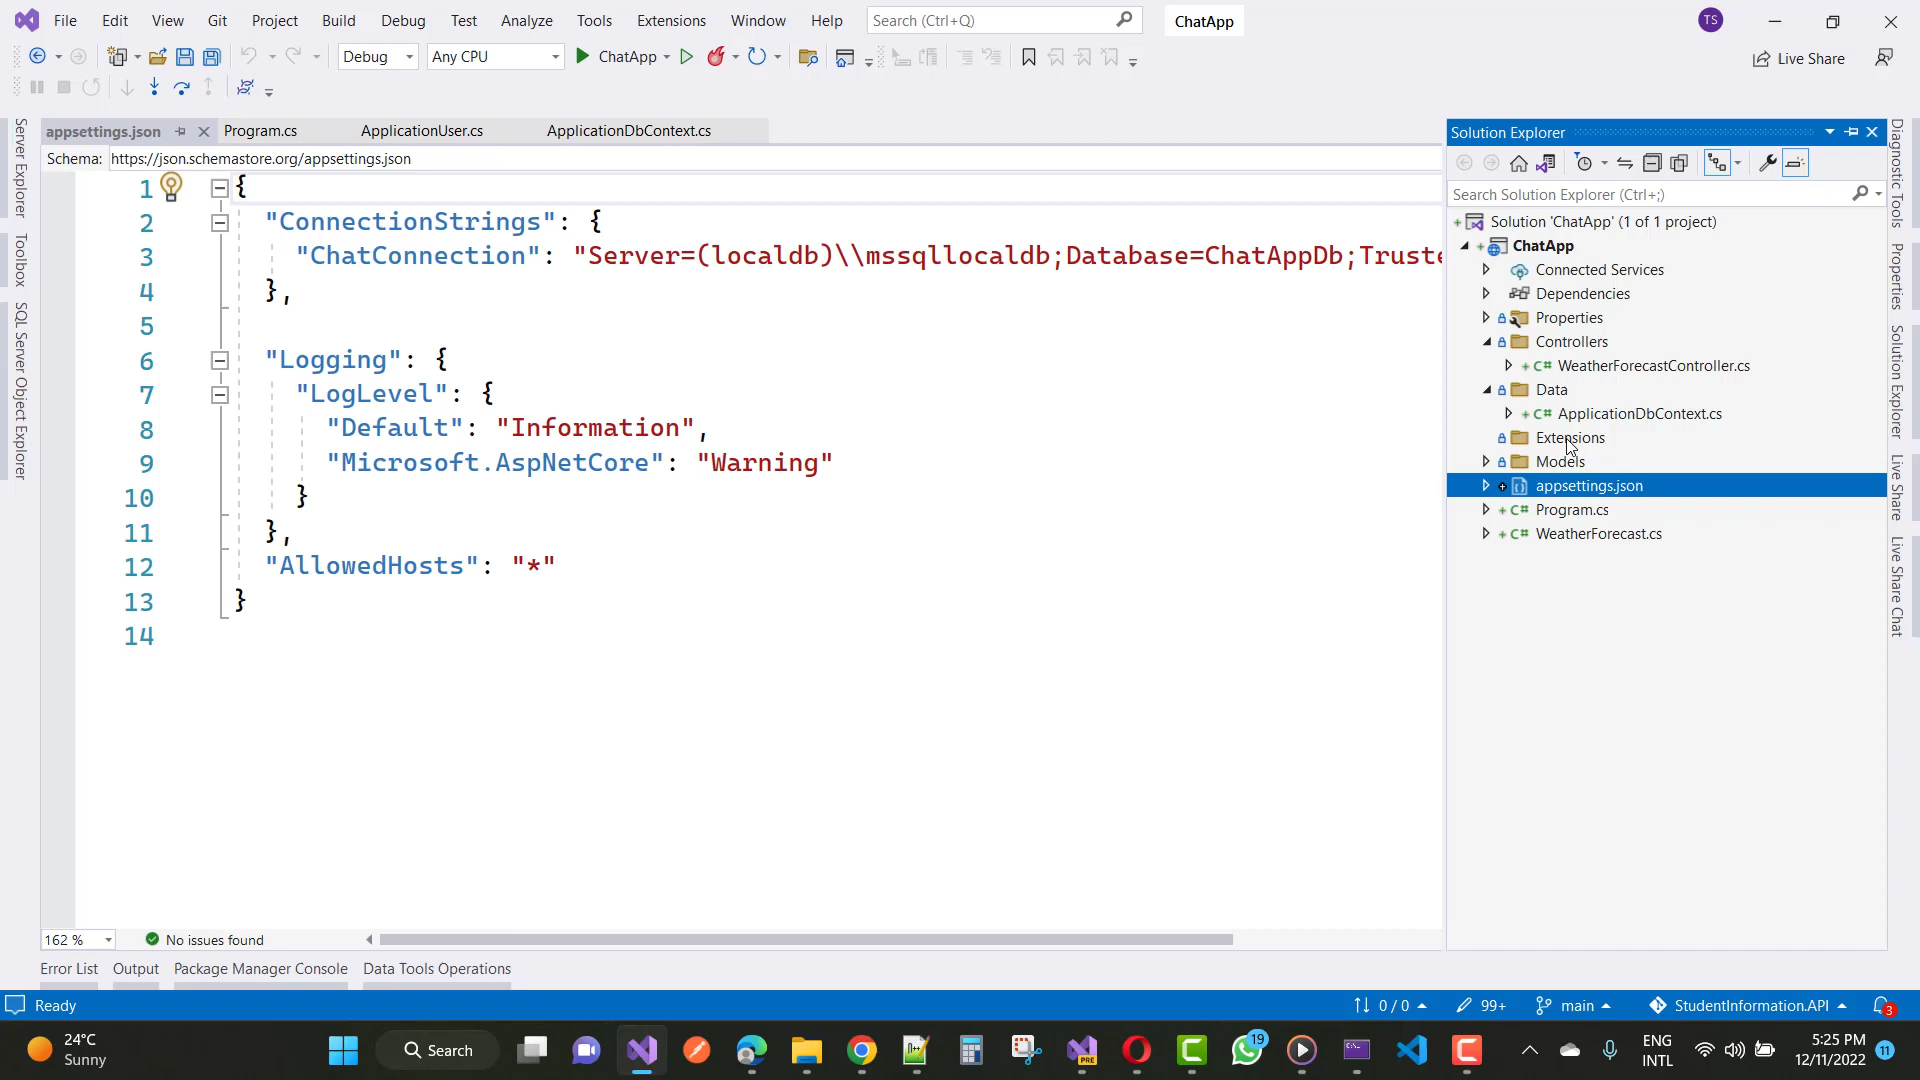 File Edit View Git Project Build Debug Test Analyze Tools Extensions Window Help Search (Ctrl+Q) ChatApp TS
Debug Any CPU ChatApp Live Share
appsettings.json Program.cs ApplicationUser.cs ApplicationDbContext.cs
Schema: https://json.schemastore.org/appsettings.json
1 {
2 "ConnectionStrings": {
3 "ChatConnection": "Server=(localdb)\\mssqllocaldb;Database=ChatAppDb;Truste
4 },
5
6 "Logging": {
7 "LogLevel": {
8 "Default": "Information",
9 "Microsoft.AspNetCore": "Warning"
10 }
11 },
12 "AllowedHosts": "*"
13 }
14
Server Explorer
Toolbox
SQL Server Object Explorer
Solution Explorer
Search Solution Explorer (Ctrl+;)
Solution 'ChatApp' (1 of 1 project)
ChatApp
Connected Services
Dependencies
Properties
Controllers
C# WeatherForecastController.cs
Data
C# ApplicationDbContext.cs
Extensions
Models
appsettings.json
C# Program.cs
C# WeatherForecast.cs
Diagnostic Tools
Properties
Solution Explorer
Live Share
Live Share Chat
162 % No issues found
Error List Output Package Manager Console Data Tools Operations
Ready 0 / 0 99+ main StudentInformation.API 3
24°C
Sunny
Search
PRE
19
ENG
INTL
5:25 PM
12/11/2022
11